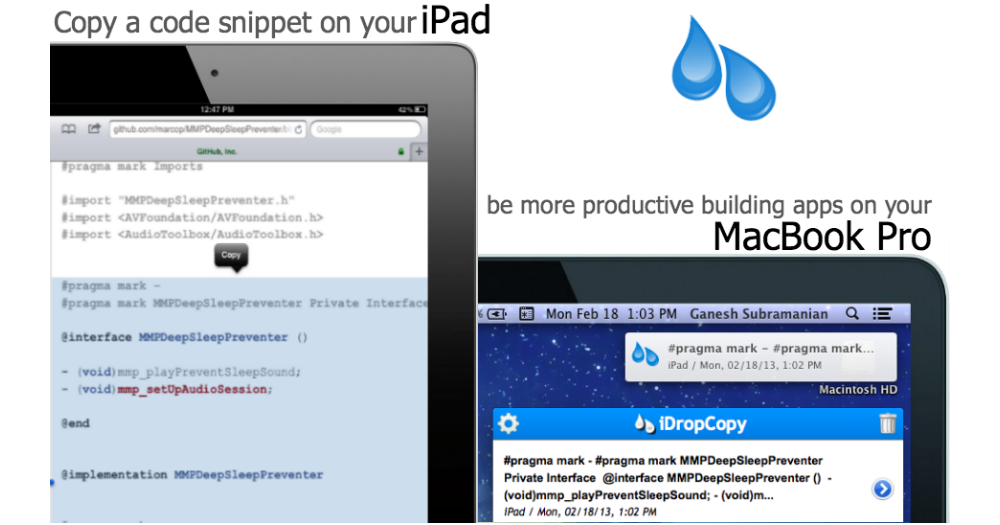 Copy a code snippet on your iPad
12:47 PM
42%
github.com/marcop/MMPDeepSleepPreventer/bl
Google
GitHub, Inc.
#pragma mark Imports
#import "MMPDeepSleepPreventer.h"
#import <AVFoundation/AVFoundation.h>
#import <AudioToolbox/AudioToolbox.h>
Copy
#pragma mark -
#pragma mark MMPDeepSleepPreventer Private Interface
@interface MMPDeepSleepPreventer ()
- (void)mmp_playPreventSleepSound;
- (void)mmp_setUpAudioSession;
@end
@implementation MMPDeepSleepPreventer
be more productive building apps on your
MacBook Pro
% Mon Feb 18 1:03 PM Ganesh Subramanian
#pragma mark - #pragma mark...
iPad / Mon, 02/18/13, 1:02 PM
Macintosh HD
iDropCopy
#pragma mark - #pragma mark MMPDeepSleepPreventer
Private Interface @interface MMPDeepSleepPreventer () -
(void)mmp_playPreventSleepSound; - (void)m...
iPad / Mon, 02/18/13, 1:02 PM